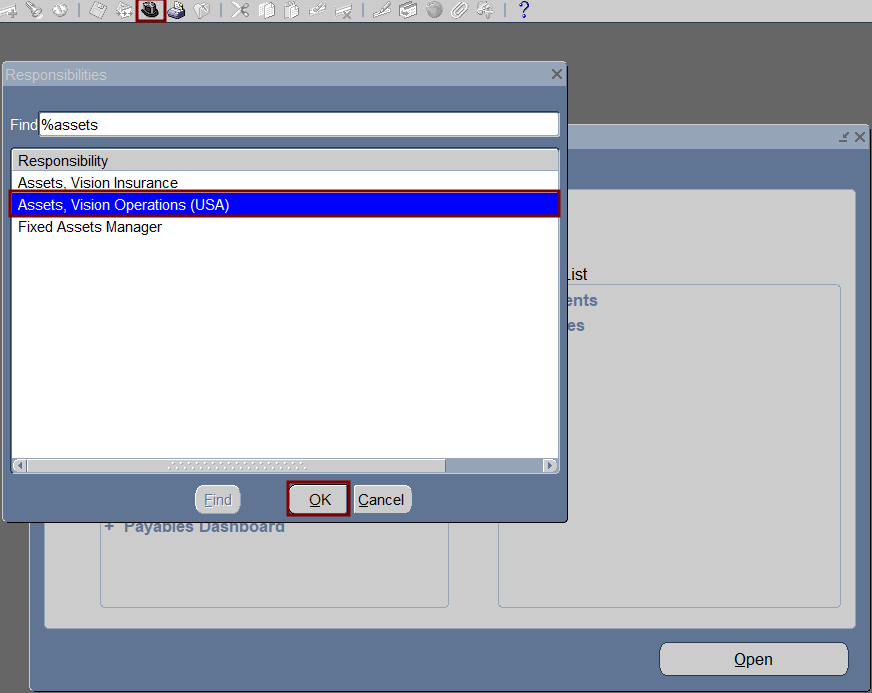 ?
Responsibilities
Find %assets
Responsibility
Assets, Vision Insurance
Assets, Vision Operations (USA)
Fixed Assets Manager
Find OK Cancel
List
ents
es
+ Payables Dashboard
Open